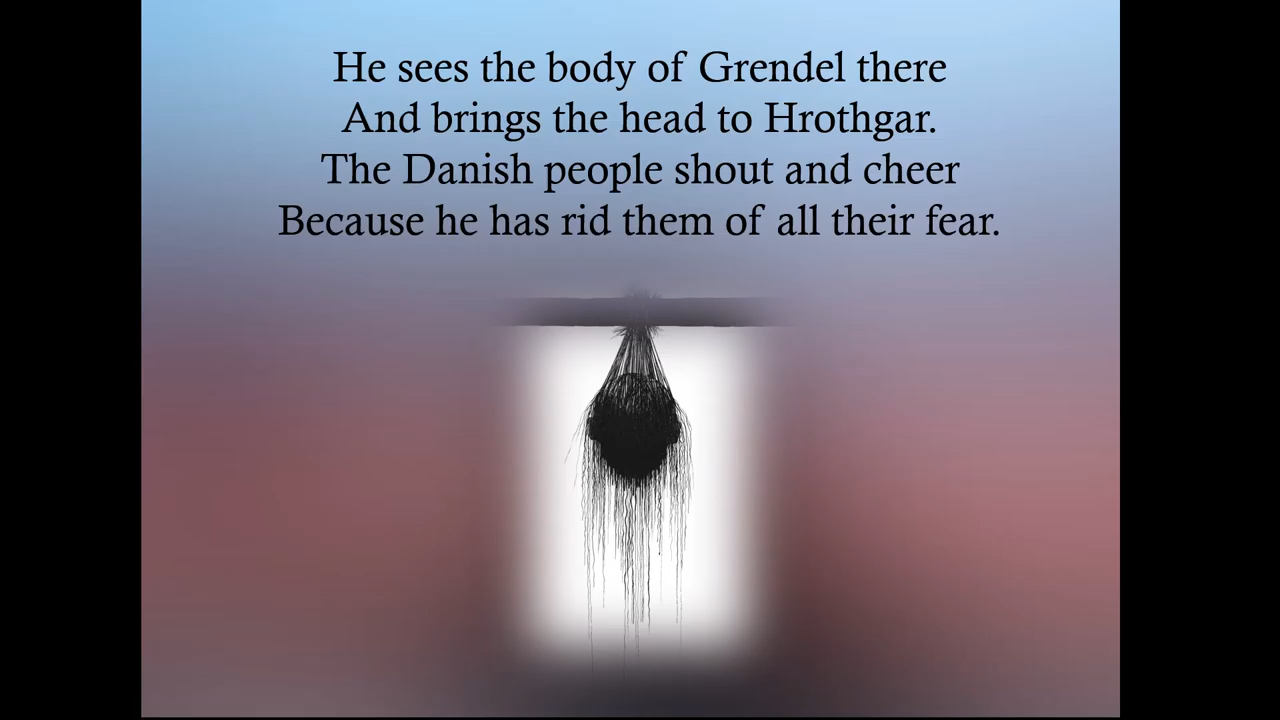 He sees the body of Grendel there
And brings the head to Hrothgar.
The Danish people shout and cheer
Because he has rid them of all their fear.